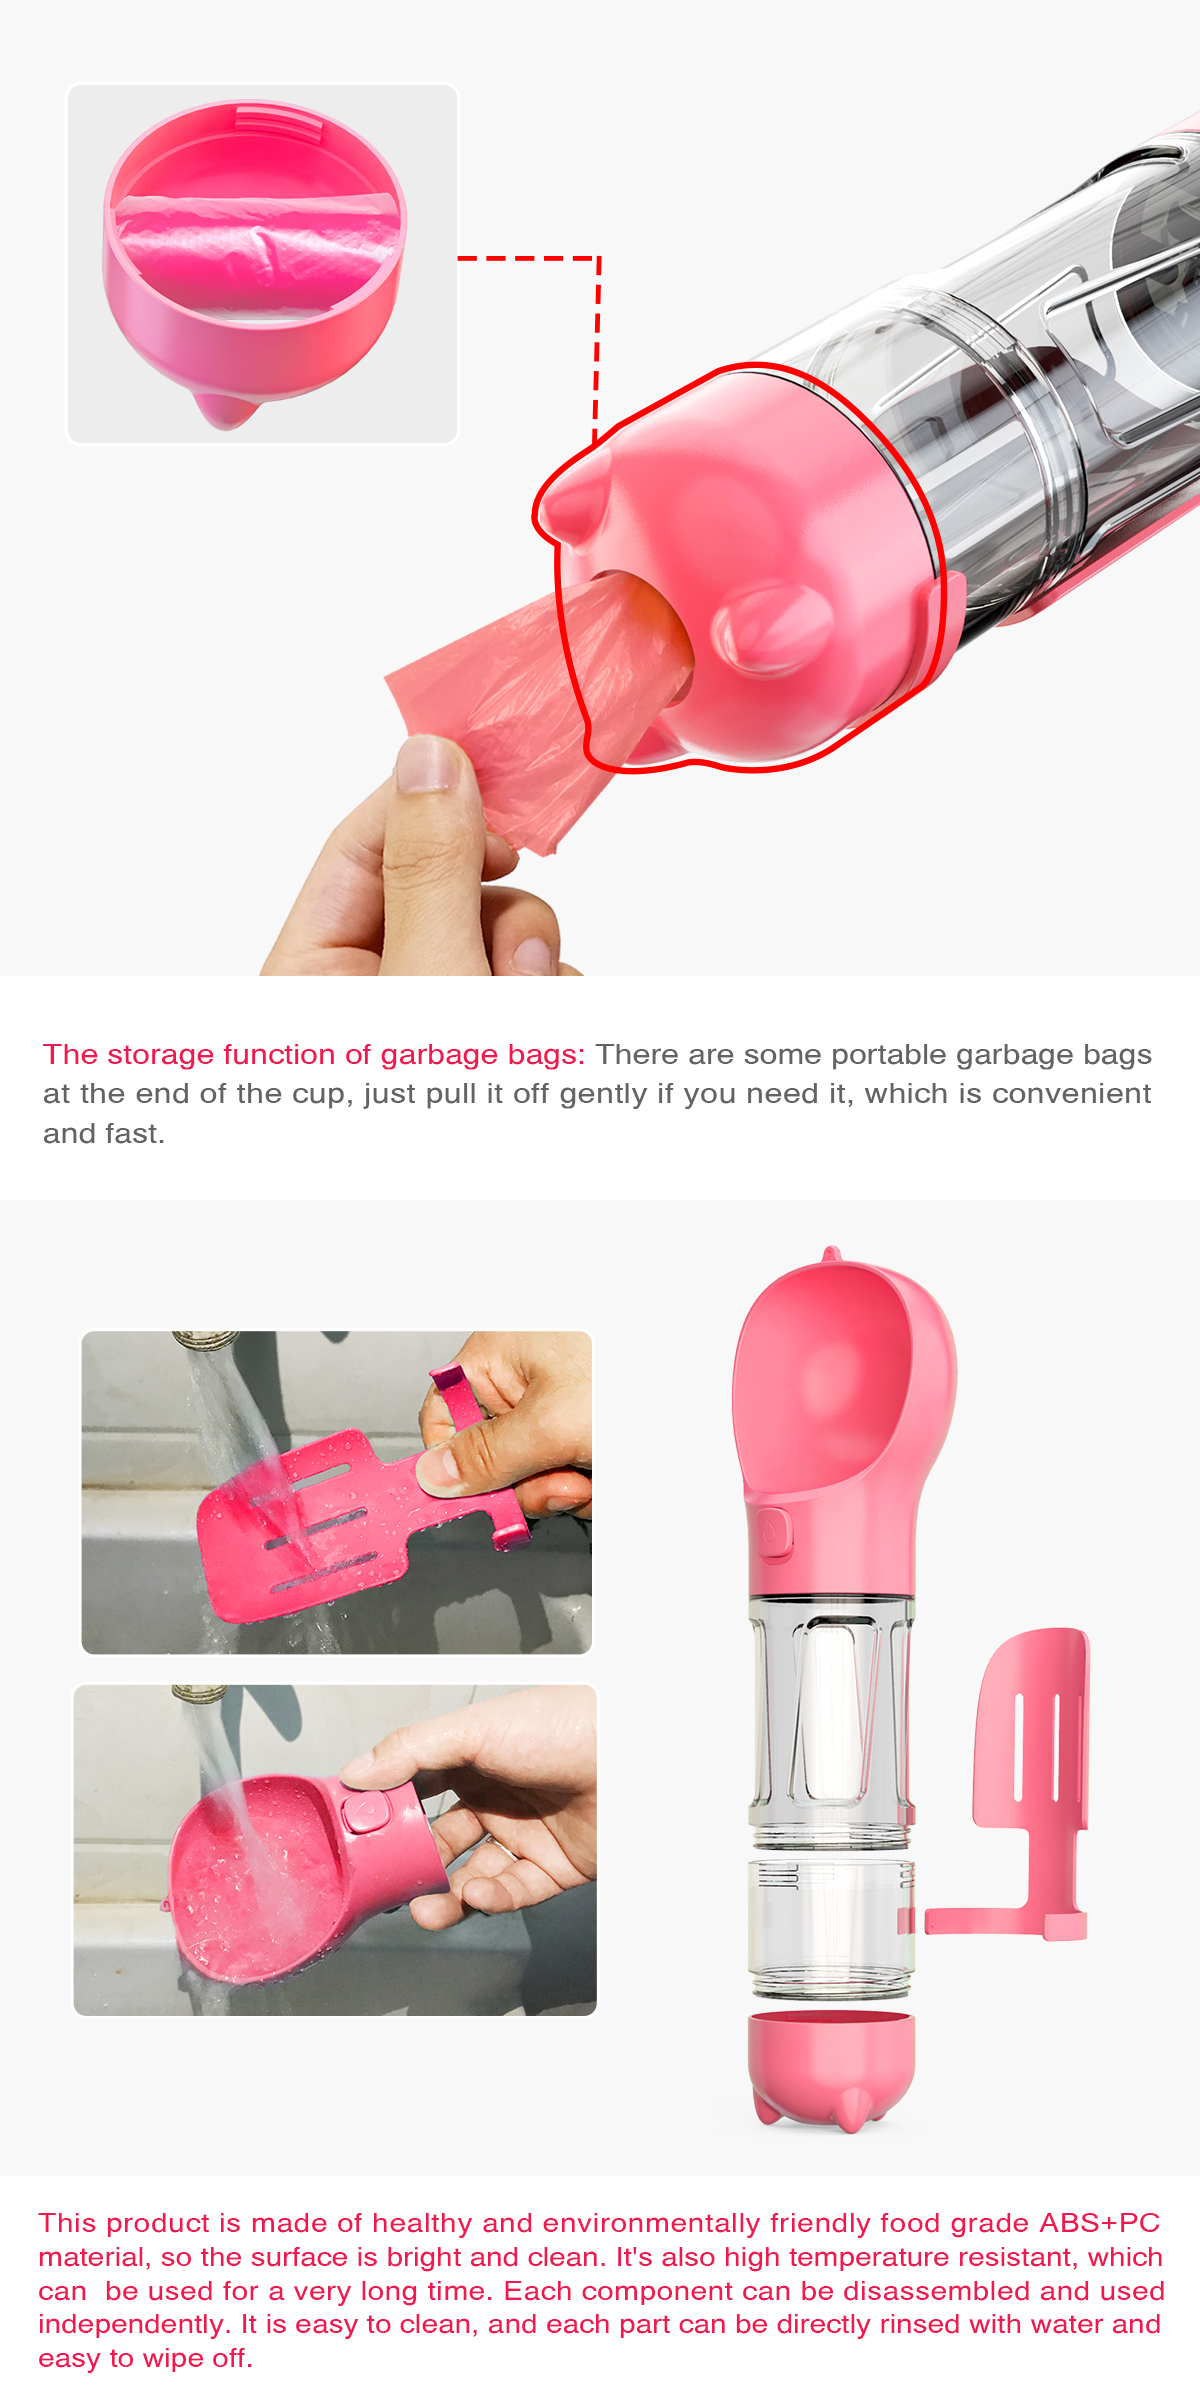 The storage function of garbage bags: There are some portable garbage bags
at the end of the cup, just pull it off gently if you need it, which is convenient
and fast.
This product is made of healthy and environmentally friendly food grade ABS+PC
material, so the surface is bright and clean. It's also high temperature resistant, which
can  be used for a very long time. Each component can be disassembled and used
independently. It is easy to clean, and each part can be directly rinsed with water and
easy to wipe off.